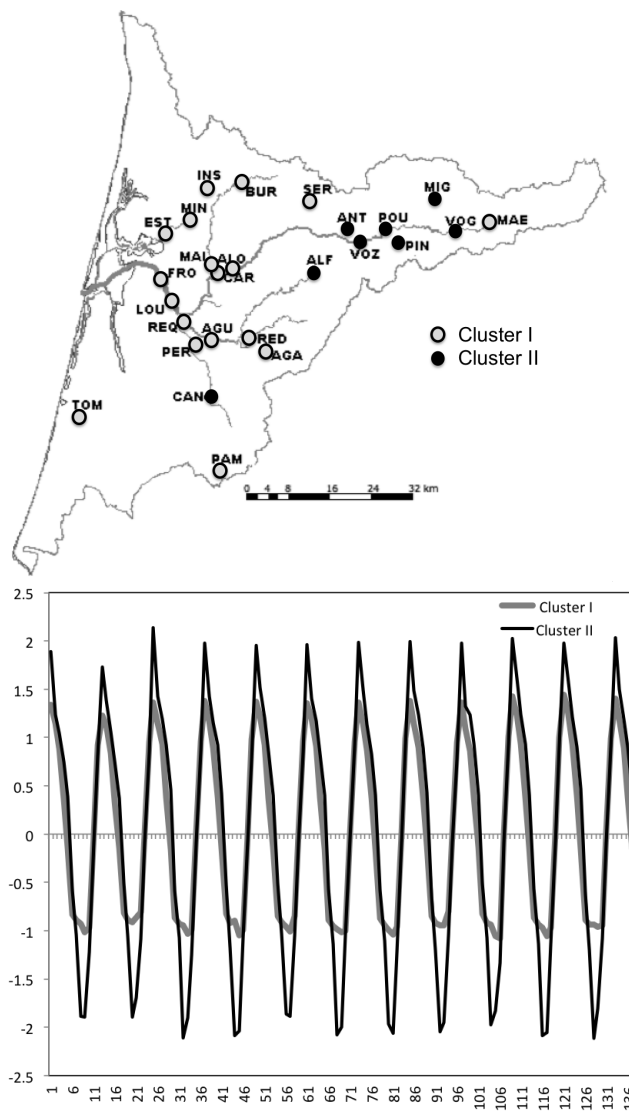 INS
BUR
SER
MIG
MIN
EST
ANT
POU
VOG
MAE
MAL
ALO
CAR
VOZ
PIN
FRO
ALF
LOU
REQ
AGU
RED
PER
AGA
Cluster I
Cluster II
CAN
TOM
PAM
0 2 4 8 16 24 32 km
2.5
Cluster I
2
Cluster II
1.5
1
0.5
0
-0.5
-1
-1.5
-2
-2.5
1 6 11 16 21 26 31 36 41 46 51 56 61 66 71 76 81 86 91 96 101 106 111 116 121 126 131 136